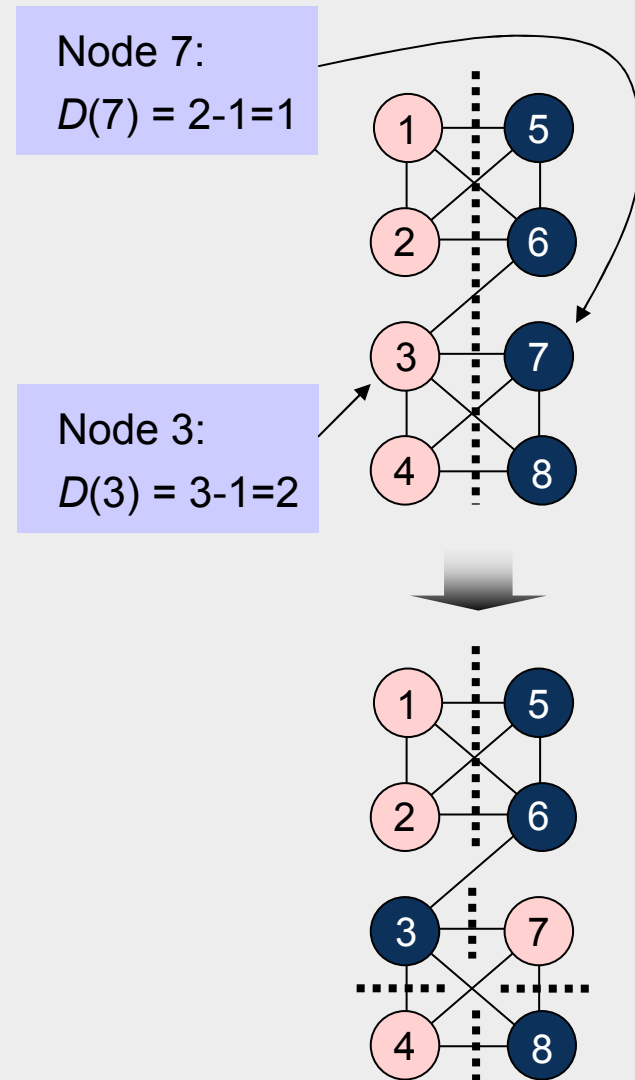 Node 7:
D(7) = 2-1=1
1 5
2 6
3 7
4 8
Node 3:
D(3) = 3-1=2
1 5
2 6
3 7
4 8